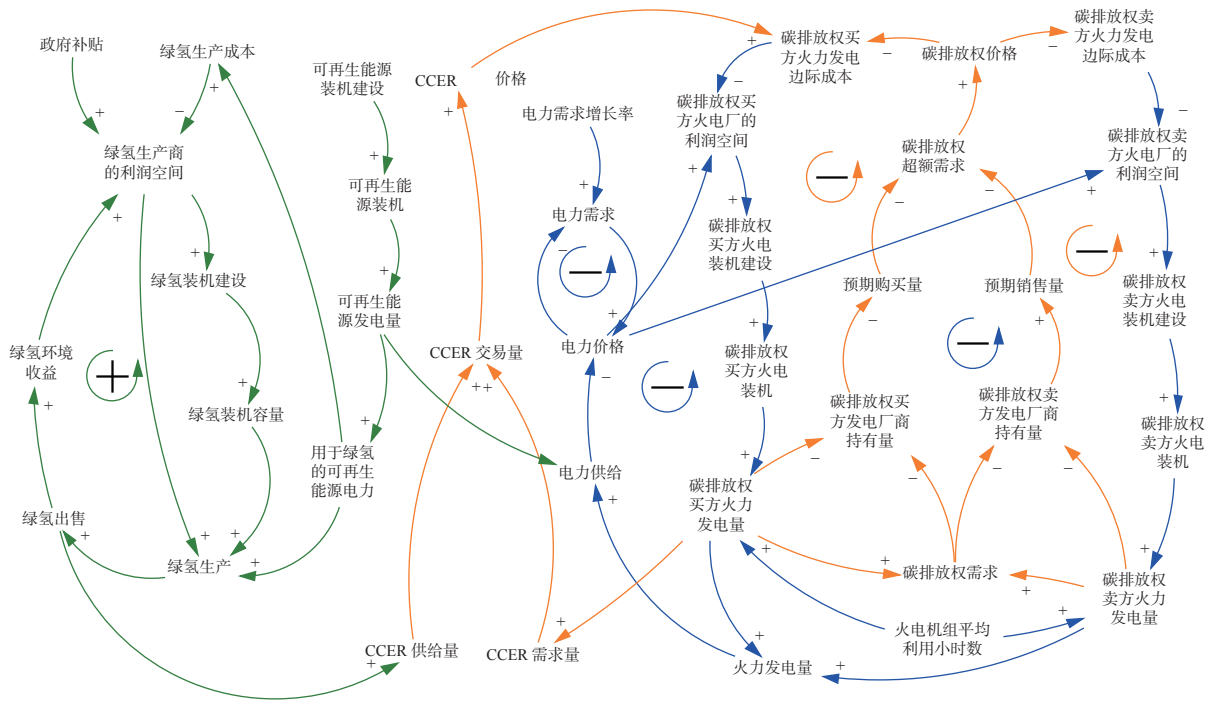 政府补贴
绿氢生产成本
+
−
+
绿氢生产商
的利润空间
+
+
绿氢装机建设
绿氢环境
收益
+
+
绿氢装机容量
绿氢出售
+
+
+
+
绿氢生产
可再生能源
装机建设
+
可再生能
源装机
+
可再生能
源发电量
+
用于绿氢
的可再生
能源电力
CCER
价格
+
CCER 交易量
++
+
CCER 供给量
+
CCER 需求量
电力需求增长率
+
电力需求
−
−
+
电力价格
−
+
电力供给
+
+
碳排放权买
方火力发电
边际成本
−
−
碳排放权买
方火电厂的
利润空间
+
+
碳排放权
买方火电
装机建设
+
−
碳排放权
买方火电
装机
+
碳排放权
买方火力
发电量
+
+
火力发电量
+
碳排放权价格
+
−
碳排放权
超额需求
−
−
预期购买量
−
预期销售量
+
−
碳排放权买
方发电厂商
持有量
−
−
碳排放权卖
方发电厂商
持有量
−
−
+
碳排放权需求
+
火电机组平均
利用小时数
+
碳排放权卖
方火力发电
边际成本
−
−
碳排放权卖
方火电厂的
利润空间
+
+
−
碳排放权
卖方火电
装机建设
+
碳排放权
卖方火电
装机
+
碳排放权
卖方火力
发电量